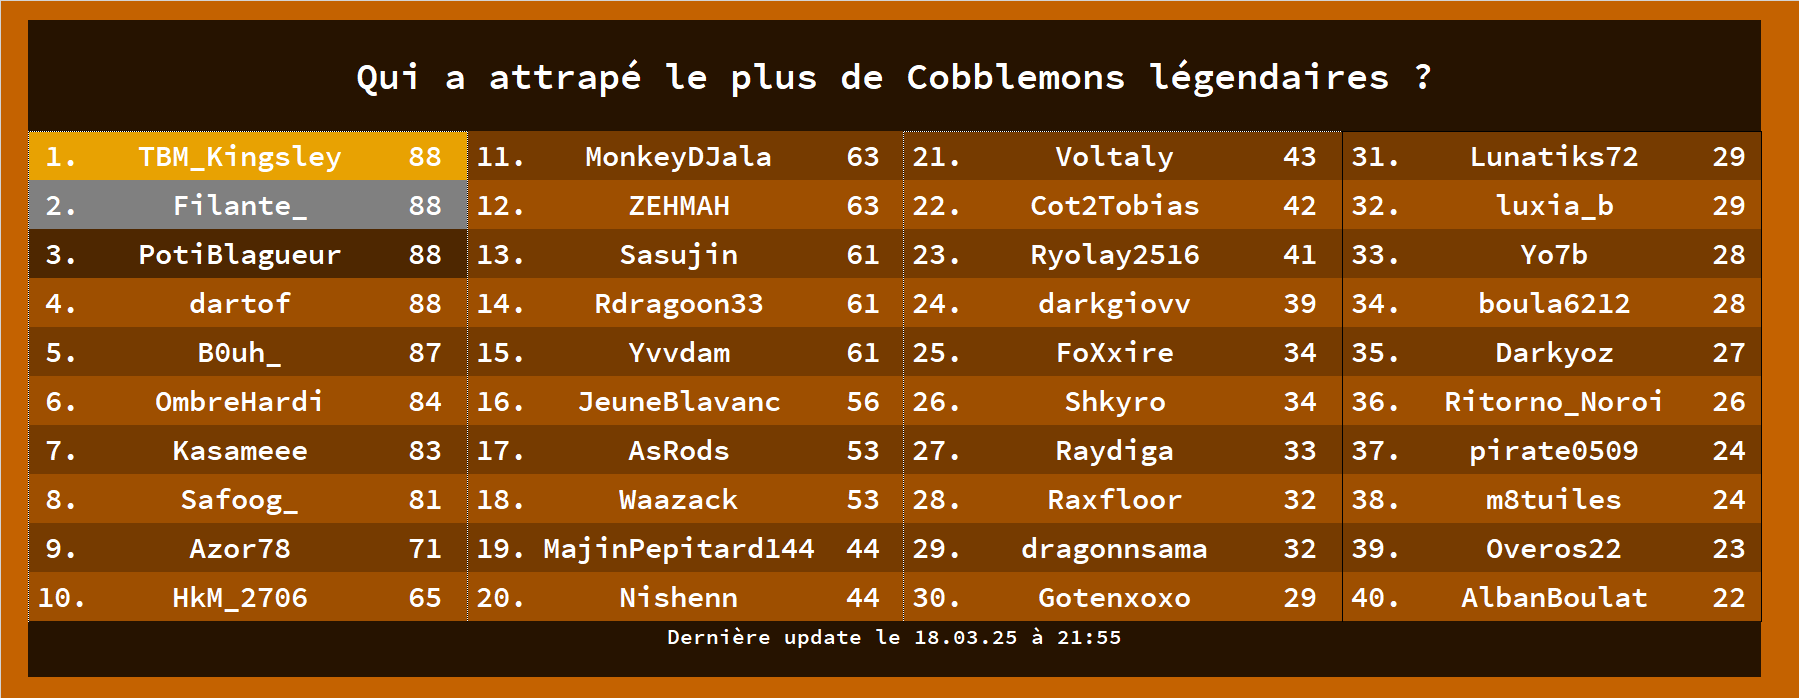 Qui a attrapé le plus de Cobblemons légendaires ?
1. TBM_Kingsley 88 11. MonkeyDJala 63 21. Voltaly 43 31. Lunatiks72 29
2. Filante_ 88 12. ZEHMAH 63 22. Cot2Tobias 42 32. luxia_b 29
3. PotiBlagueur 88 13. Sasujin 61 23. Ryolay2516 41 33. Yo7b 28
4. dartof 88 14. Rdragoon33 61 24. darkgiovv 39 34. boula6212 28
5. B0uh_ 87 15. Yvvdam 61 25. FoXxire 34 35. Darkyoz 27
6. OmbreHardi 84 16. JeuneBlavanc 56 26. Shkyro 34 36. Ritorno_Noroi 26
7. Kasameee 83 17. AsRods 53 27. Raydiga 33 37. pirate0509 24
8. Safoog_ 81 18. Waazack 53 28. Raxfloor 32 38. m8tuiles 24
9. Azor78 71 19. MajinPepitard144 44 29. dragonnsama 32 39. Overos22 23
10. HkM_2706 65 20. Nishenn 44 30. Gotenxoxo 29 40. AlbanBoulat 22
Dernière update le 18.03.25 à 21:55